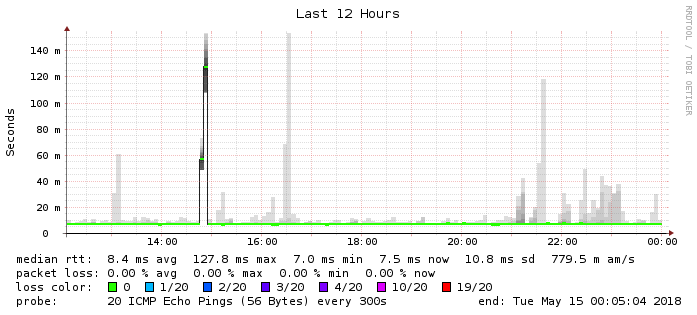 Last 12 Hours
RRDTOOL / TOBI OETIKER
Seconds
140 m
120 m
100 m
80 m
60 m
40 m
20 m
0
14:00 16:00 18:00 20:00 22:00 00:00
median rtt: 8.4 ms avg 127.8 ms max 7.0 ms min 7.5 ms now 10.8 ms sd 779.5 m am/s
packet loss: 0.00 % avg 0.00 % max 0.00 % min 0.00 % now
loss color: 0 1/20 2/20 3/20 4/20 10/20 19/20
probe: 20 ICMP Echo Pings (56 Bytes) every 300s end: Tue May 15 00:05:04 2018